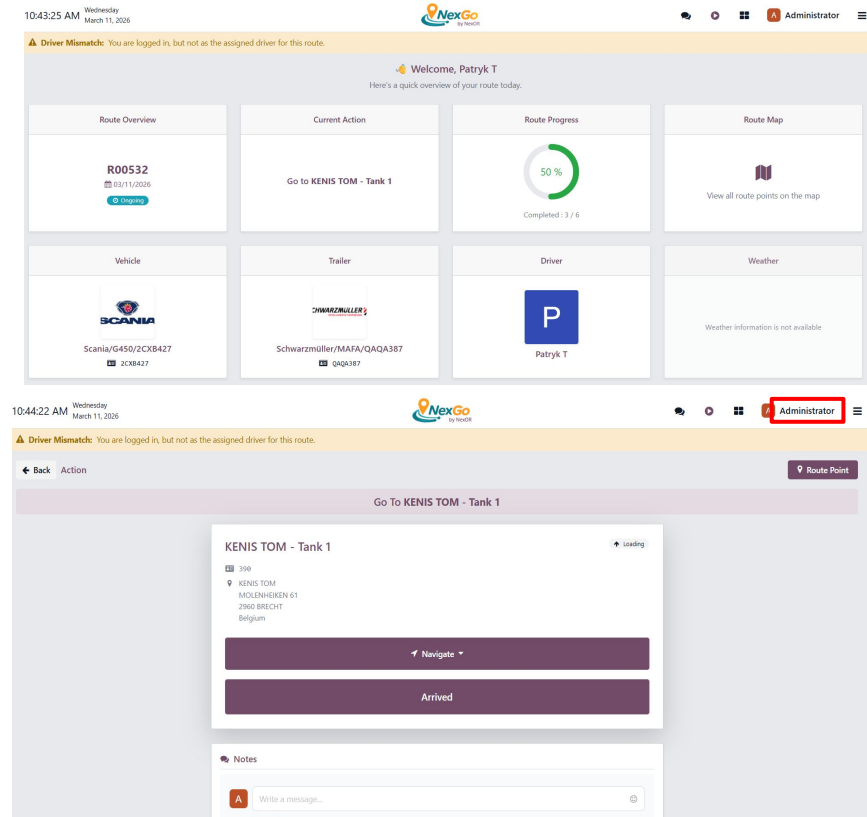 10:43:25 AM
Wednesday
March 11, 2026
NexGo
by NexOR
A
Administrator
Driver Mismatch: You are logged in, but not as the assigned driver for this route.
Welcome, Patryk T
Here's a quick overview of your route today.
Route Overview
R00532
03/11/2026
Ongoing
Current Action
Go to KENIS TOM - Tank 1
Route Progress
50 %
Completed : 3 / 6
Route Map
View all route points on the map
Vehicle
SCANIA
Scania/G450/2CXB427
2CXB427
Trailer
Schwarzmüller/MAFA/QAQA387
QAQA387
Driver
P
Patryk T
Weather
Weather information is not available
10:44:22 AM
Wednesday
March 11, 2026
NexGo
by NexOR
A
Administrator
Driver Mismatch: You are logged in, but not as the assigned driver for this route.
Back
Action
Route Point
Go To KENIS TOM - Tank 1
KENIS TOM - Tank 1
Loading
390
KENIS TOM
MOLENHEIKEN 61
2960 BRECHT
Belgium
Navigate
Arrived
Notes
A
Write a message...